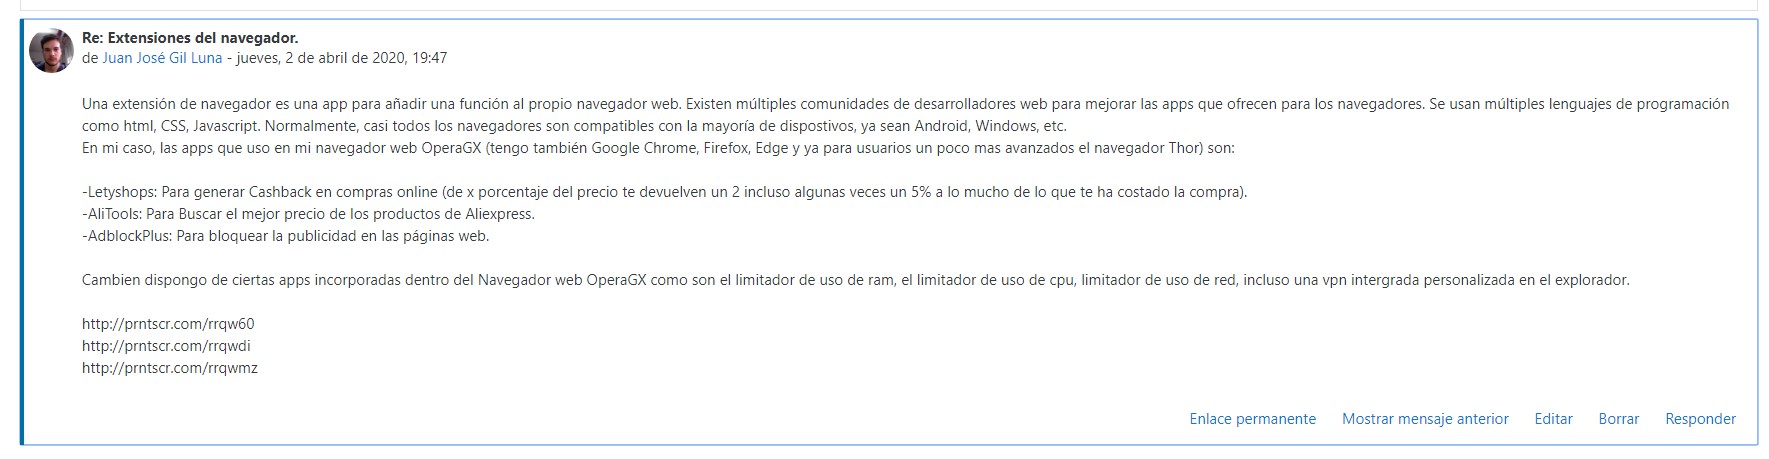 Re: Extensiones del navegador.
de Juan José Gil Luna - jueves, 2 de abril de 2020, 19:47
Una extensión de navegador es una app para añadir una función al propio navegador web. Existen múltiples comunidades de desarrolladores web para mejorar las apps que ofrecen para los navegadores. Se usan múltiples lenguajes de programación
como html, CSS, Javascript. Normalmente, casi todos los navegadores son compatibles con la mayoría de dispostivos, ya sean Android, Windows, etc.
En mi caso, las apps que uso en mi navegador web OperaGX (tengo también Google Chrome, Firefox, Edge y ya para usuarios un poco mas avanzados el navegador Thor) son:
-Letyshops: Para generar Cashback en compras online (de x porcentaje del precio te devuelven un 2 incluso algunas veces un 5% a lo mucho de lo que te ha costado la compra).
-AliTools: Para Buscar el mejor precio de los productos de Aliexpress.
-AdblockPlus: Para bloquear la publicidad en las páginas web.
Cambien dispongo de ciertas apps incorporadas dentro del Navegador web OperaGX como son el limitador de uso de ram, el limitador de uso de cpu, limitador de uso de red, incluso una vpn intergrada personalizada en el explorador.
http://prntscr.com/rrqw60
http://prntscr.com/rrqwdi
http://prntscr.com/rrqwmz
Enlace permanente Mostrar mensaje anterior Editar Borrar Responder